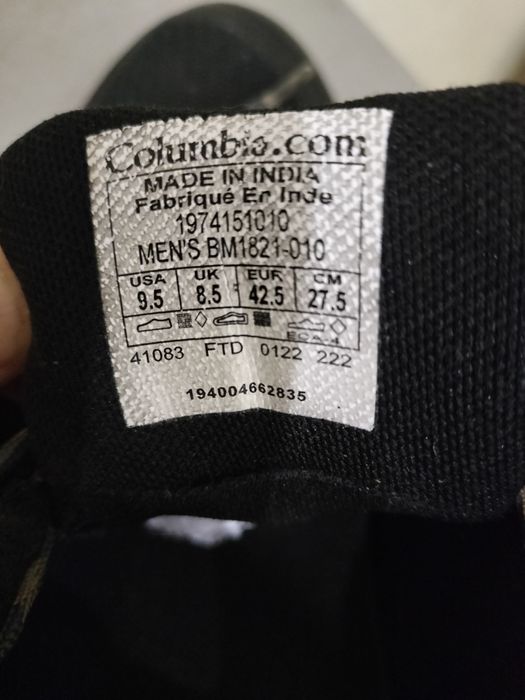 Columbia.com
MADE IN INDIA
Fabriqué En Inde
1974151010
MEN'S BM1821-010
USA UK EUR CM
9.5 8.5 42.5 27.5
41083 FTD 0122 222
194004662835